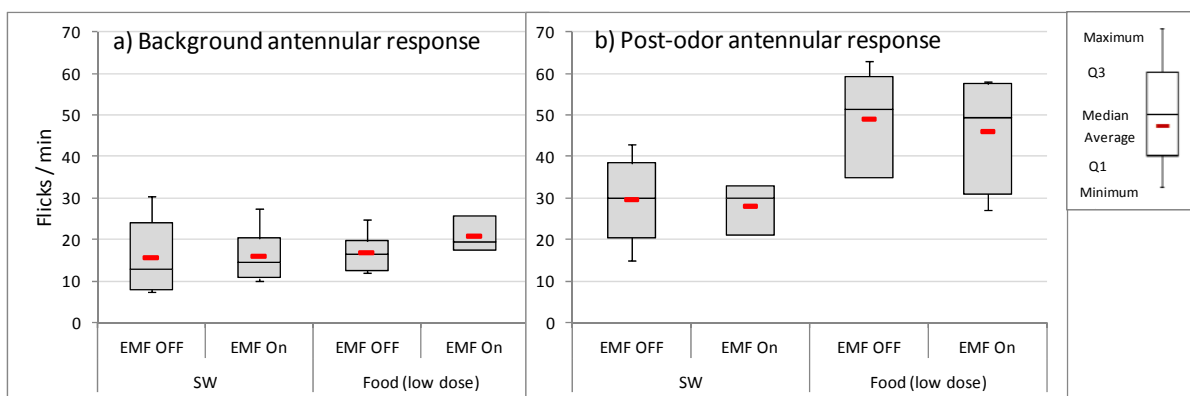 a) Background antennular response
Flicks / min
70
60
50
40
30
20
10
0
EMF OFF
EMF On
EMF OFF
EMF On
SW
Food (low dose)
b) Post-odor antennular response
70
60
50
40
30
20
10
0
EMF OFF
EMF On
EMF OFF
EMF On
SW
Food (low dose)
Maximum
Q3
Median
Average
Q1
Minimum